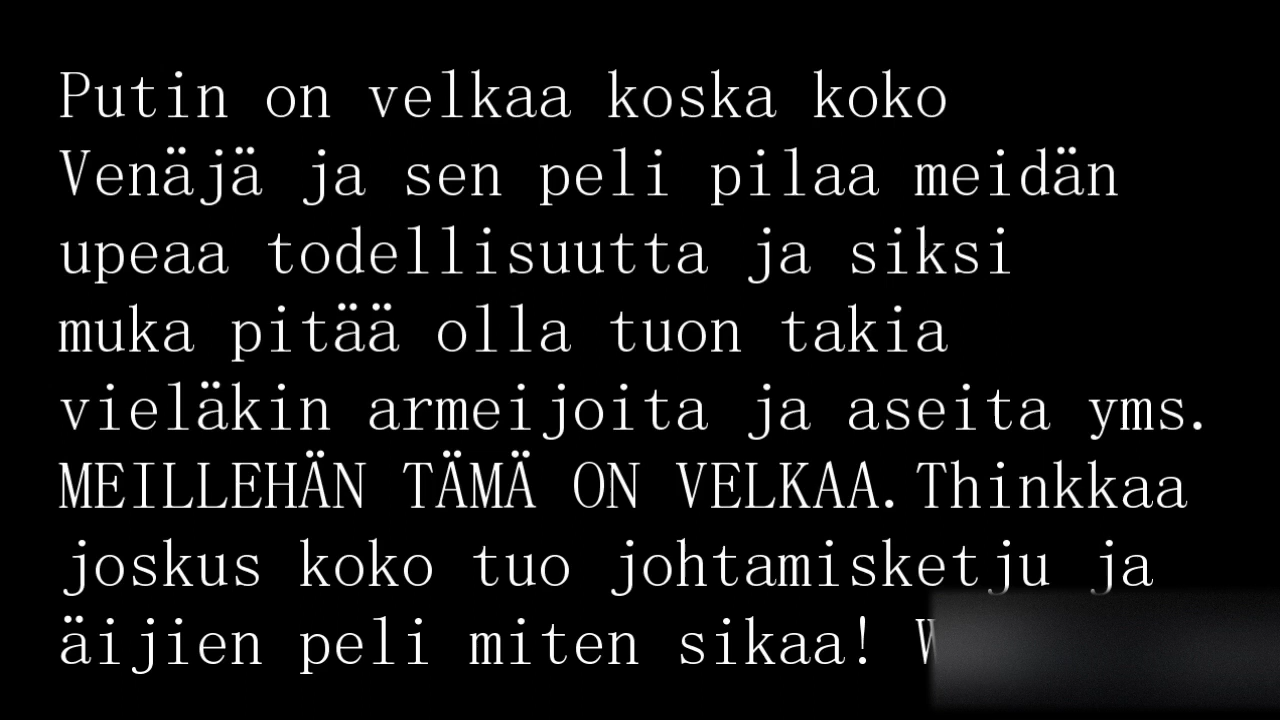 Putin on velkaa koska koko
Venäjä ja sen peli pilaa meidän
upeaa todellisuutta ja siksi
muka pitää olla tuon takia
vieläkin armeijoita ja aseita yms.
MEILLEHÄN TÄMÄ ON VELKAA.Thinkkaa
joskus koko tuo johtamisketju ja
äijien peli miten sikaa!